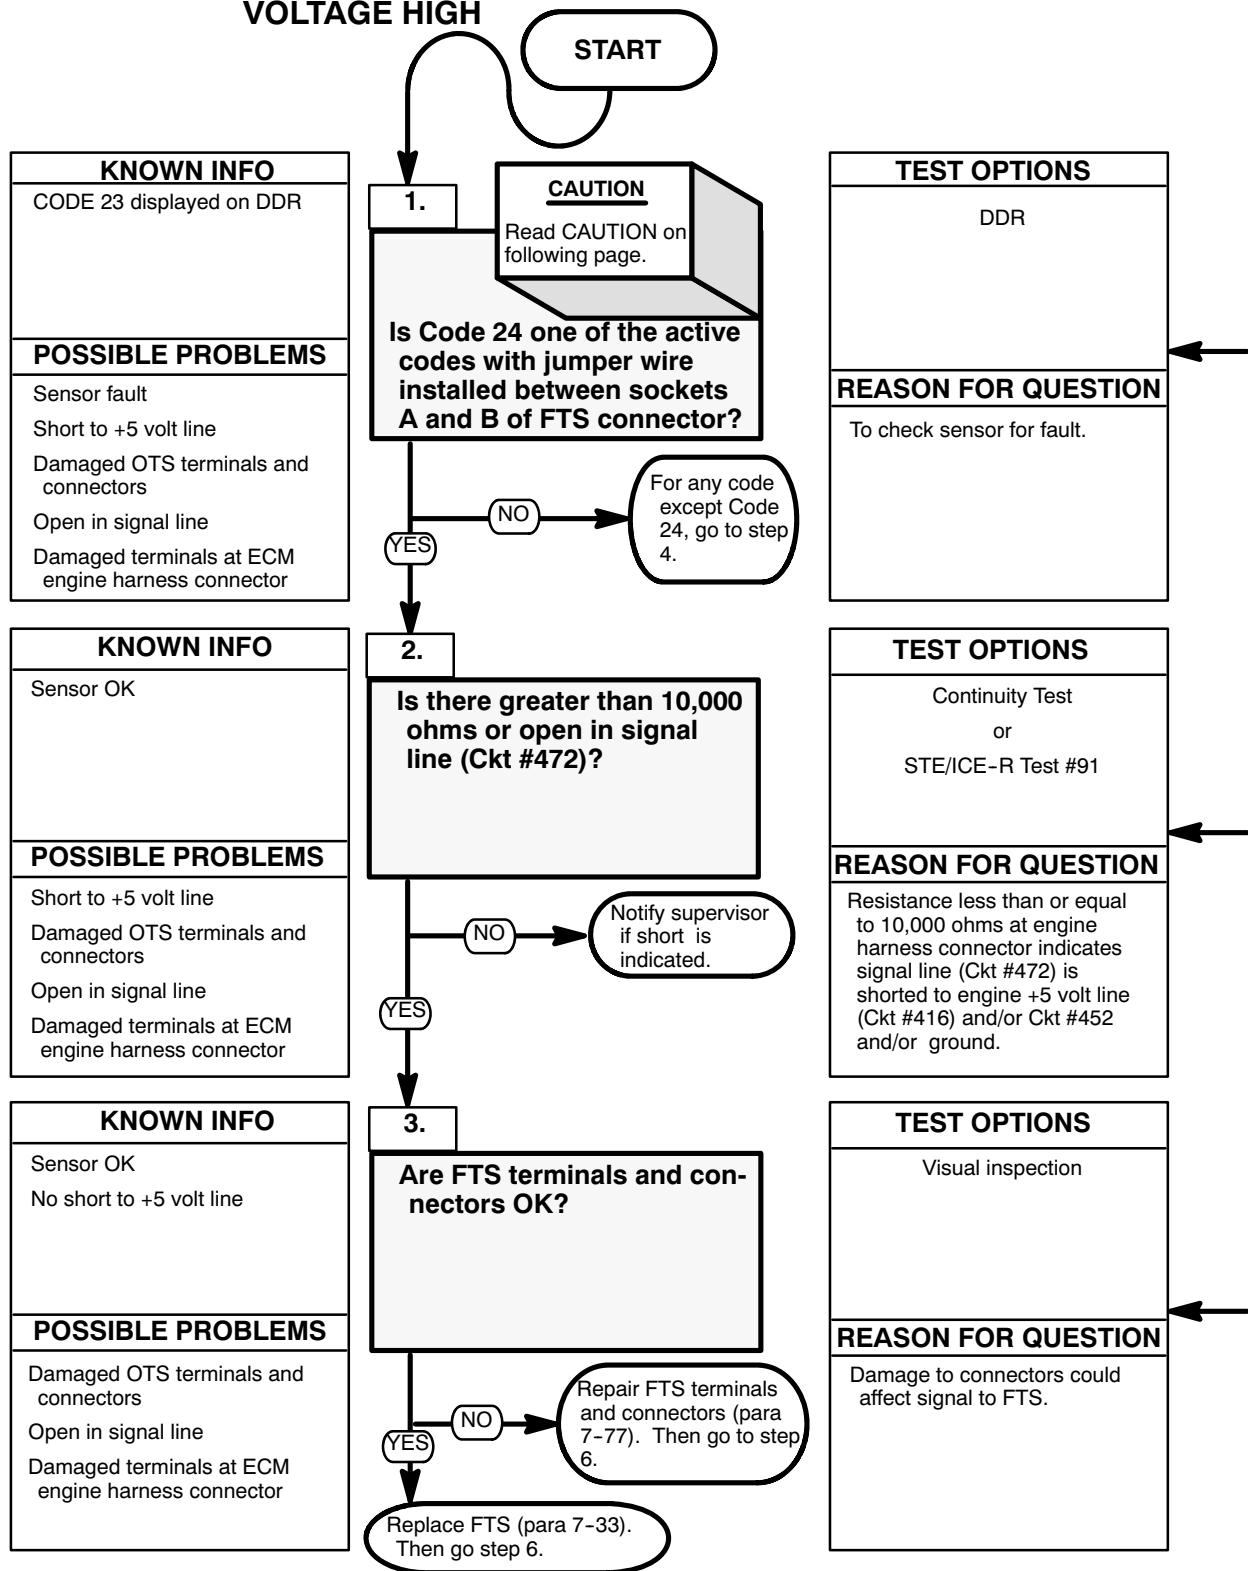 VOLTAGE HIGH
START
KNOWN INFO
CODE 23 displayed on DDR
POSSIBLE PROBLEMS
Sensor fault
Short to +5 volt line
Damaged OTS terminals and
connectors
Open in signal line
Damaged terminals at ECM
engine harness connector
1.
CAUTION
Read CAUTION on
following page.
Is Code 24 one of the active
codes with jumper wire
installed between sockets
A and B of FTS connector?
NO
For any code
except Code
24, go to step
4.
YES
TEST OPTIONS
DDR
REASON FOR QUESTION
To check sensor for fault.
KNOWN INFO
Sensor OK
POSSIBLE PROBLEMS
Short to +5 volt line
Damaged OTS terminals and
connectors
Open in signal line
Damaged terminals at ECM
engine harness connector
2.
Is there greater than 10,000
ohms or open in signal
line (Ckt #472)?
NO
Notify supervisor
if short is
indicated.
YES
TEST OPTIONS
Continuity Test
or
STE/ICE-R Test #91
REASON FOR QUESTION
Resistance less than or equal
to 10,000 ohms at engine
harness connector indicates
signal line (Ckt #472) is
shorted to engine +5 volt line
(Ckt #416) and/or Ckt #452
and/or ground.
KNOWN INFO
Sensor OK
No short to +5 volt line
POSSIBLE PROBLEMS
Damaged OTS terminals and
connectors
Open in signal line
Damaged terminals at ECM
engine harness connector
3.
Are FTS terminals and con-
nectors OK?
NO
Repair FTS terminals
and connectors (para
7-77). Then go to step
6.
YES
Replace FTS (para 7-33).
Then go step 6.
TEST OPTIONS
Visual inspection
REASON FOR QUESTION
Damage to connectors could
affect signal to FTS.